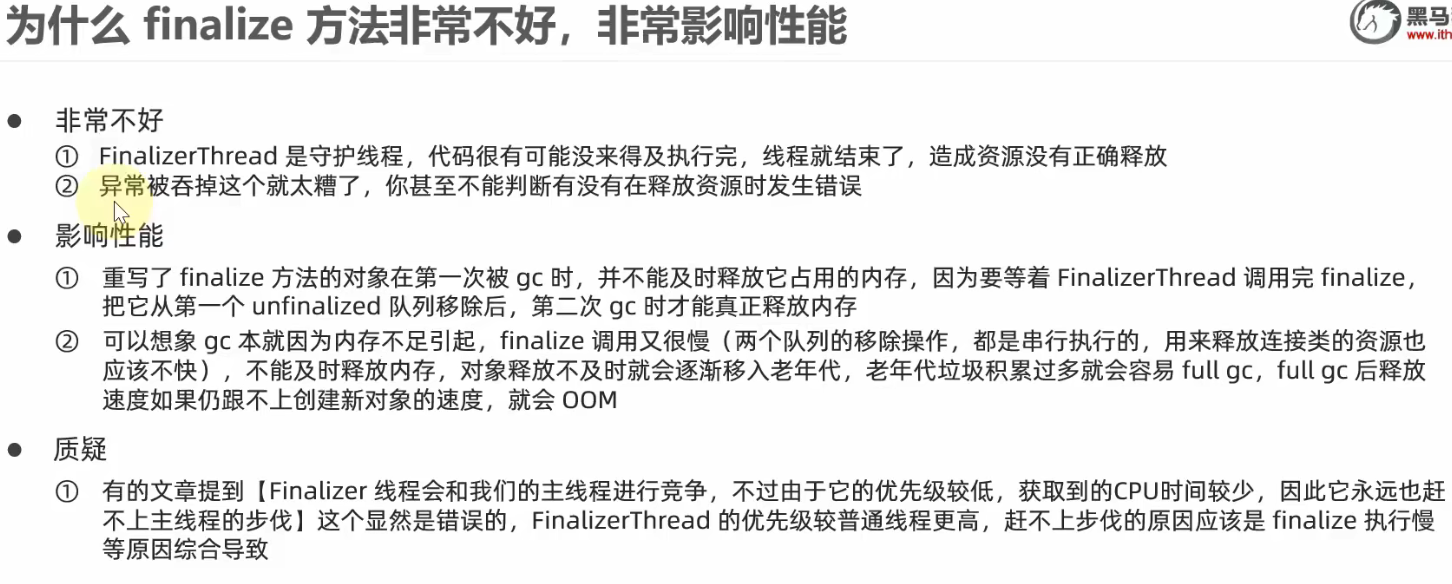 为什么 finalize 方法非常不好，非常影响性能
黑马
www.ith
● 非常不好
① FinalizerThread 是守护线程，代码很有可能没来得及执行完，线程就结束了，造成资源没有正确释放
② 异常被吞掉这个就太糟了，你甚至不能判断有没有在释放资源时发生错误
● 影响性能
① 重写了 finalize 方法的对象在第一次被 gc 时，并不能及时释放它占用的内存，因为要等着 FinalizerThread 调用完 finalize，
把它从第一个 unfinalized 队列移除后，第二次 gc 时才能真正释放内存
② 可以想象 gc 本就因为内存不足引起，finalize 调用又很慢（两个队列的移除操作，都是串行执行的，用来释放连接类的资源也
应该不快），不能及时释放内存，对象释放不及时就会逐渐移入老年代，老年代垃圾积累过多就会容易 full gc，full gc 后释放
速度如果仍跟不上创建新对象的速度，就会 OOM
● 质疑
① 有的文章提到【Finalizer 线程会和我们的主线程进行竞争，不过由于它的优先级较低，获取到的CPU时间较少，因此它永远也赶
不上主线程的步伐】这个显然是错误的，FinalizerThread 的优先级较普通线程更高，赶不上步伐的原因应该是 finalize 执行慢
等原因综合导致